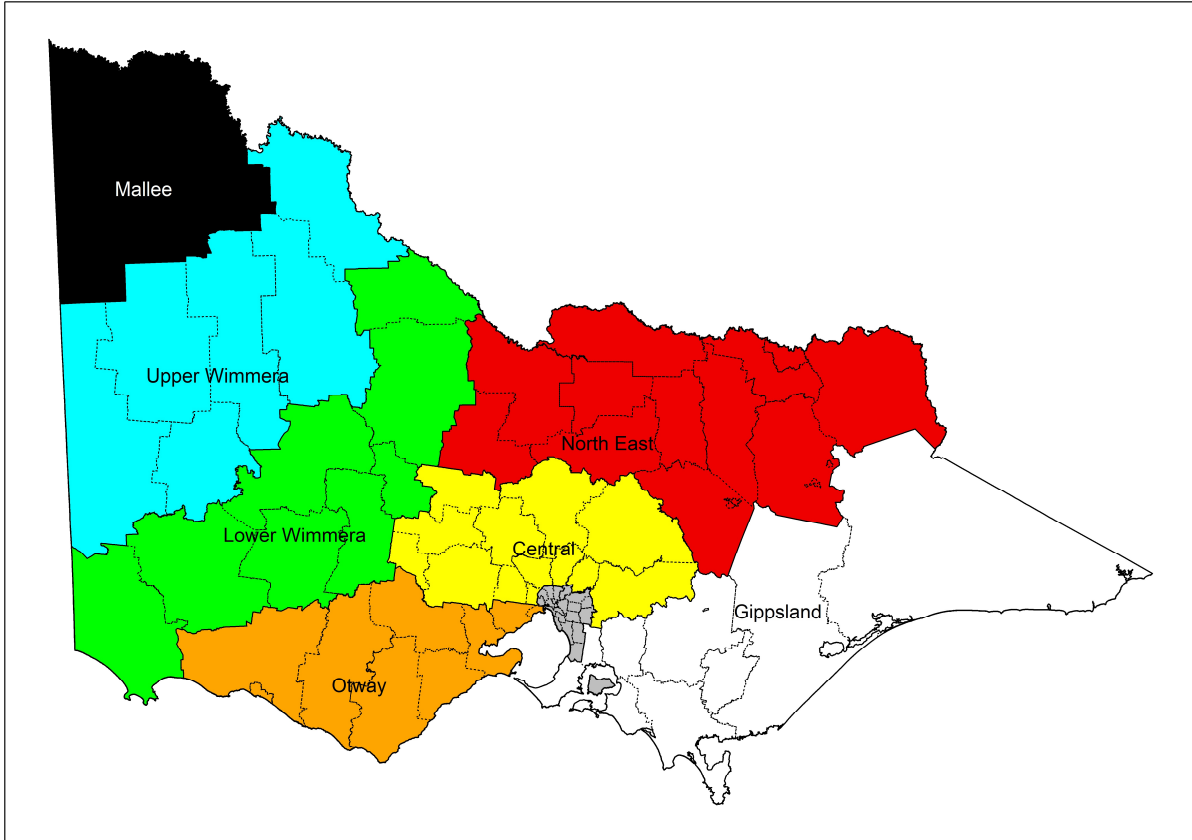 Mallee
Upper Wimmera
North East
Lower Wimmera
Central
Gippsland
Otway